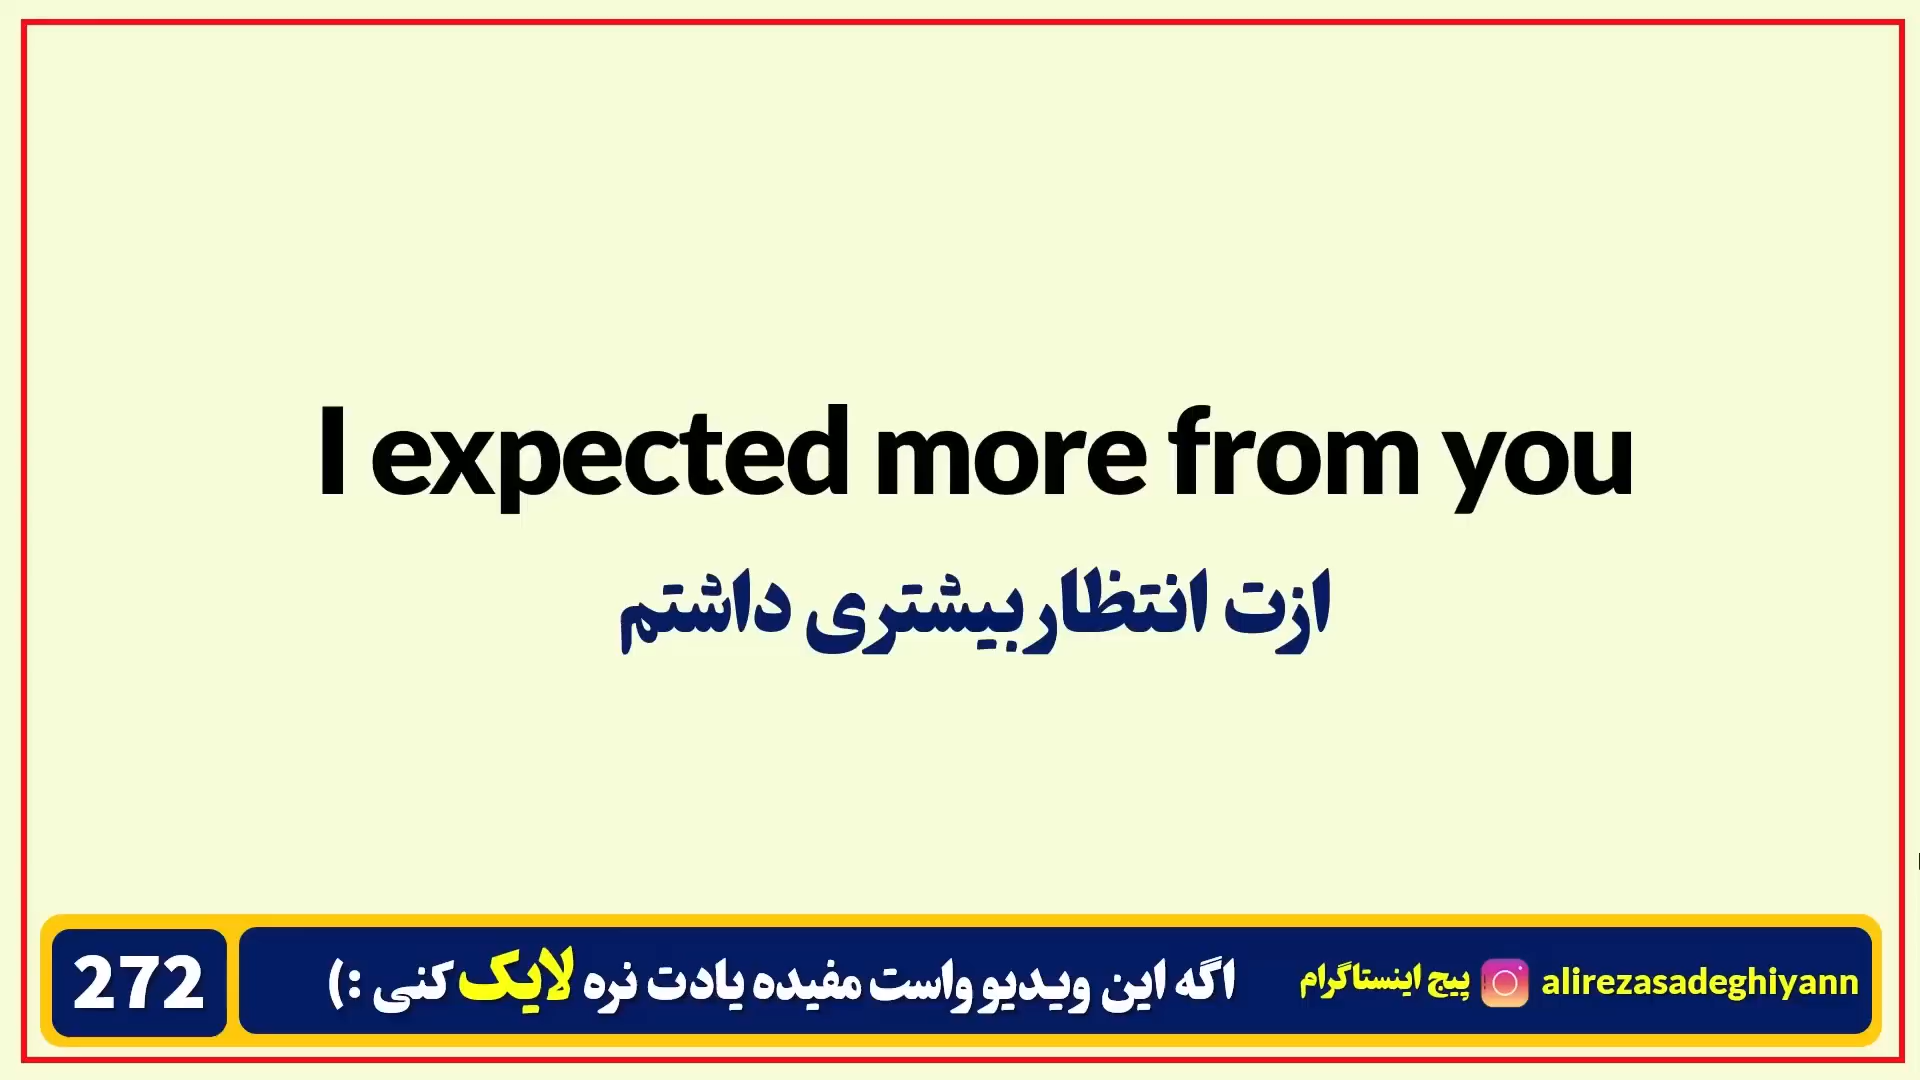 I expected more from you
ازت انتظار بیشتری داشتم
272
اگه این ویدیو واست مفیده یادت نره لایک کنی :)
پیج اینستاگرام
alirezasadeghiyann